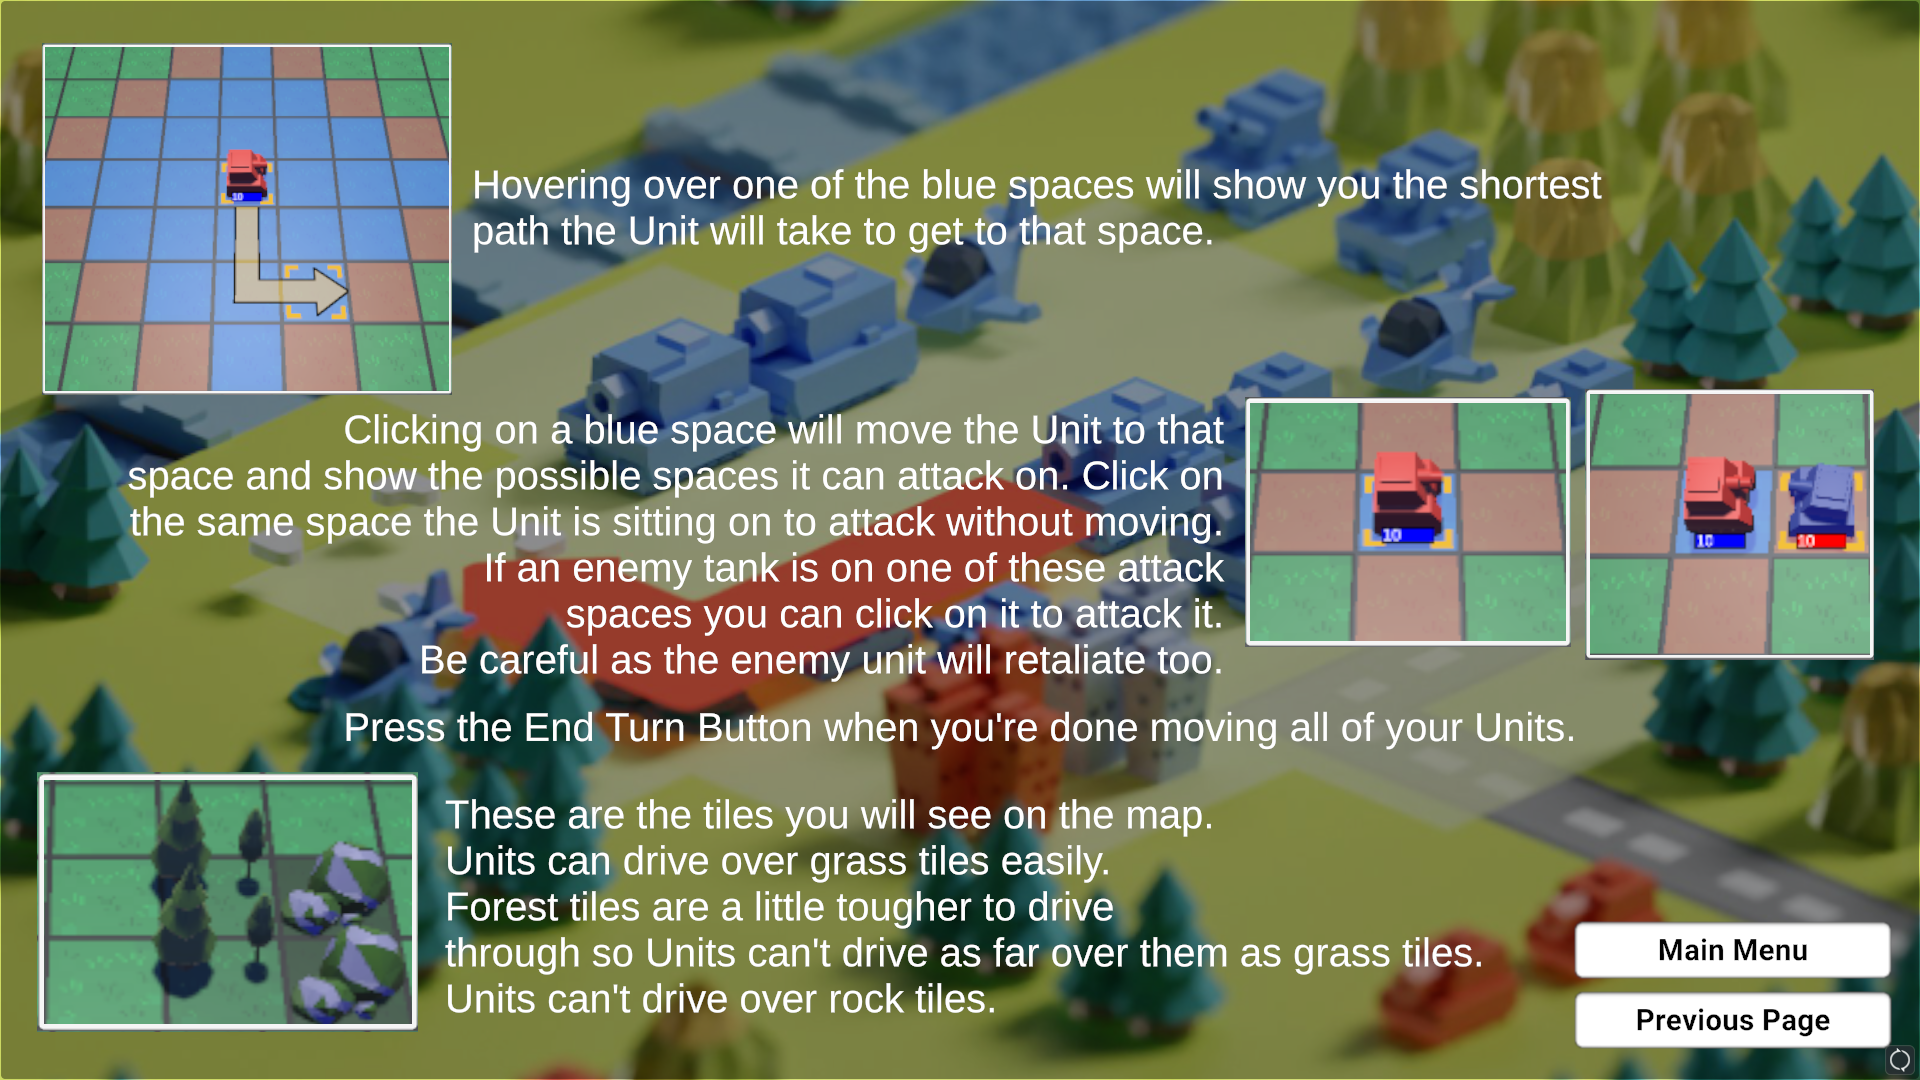 10
Hovering over one of the blue spaces will show you the shortest
path the Unit will take to get to that space.
Clicking on a blue space will move the Unit to that
space and show the possible spaces it can attack on. Click on
the same space the Unit is sitting on to attack without moving.
If an enemy tank is on one of these attack
spaces you can click on it to attack it.
Be careful as the enemy unit will retaliate too.
10
10
10
Press the End Turn Button when you're done moving all of your Units.
These are the tiles you will see on the map.
Units can drive over grass tiles easily.
Forest tiles are a little tougher to drive
through so Units can't drive as far over them as grass tiles.
Units can't drive over rock tiles.
Main Menu
Previous Page